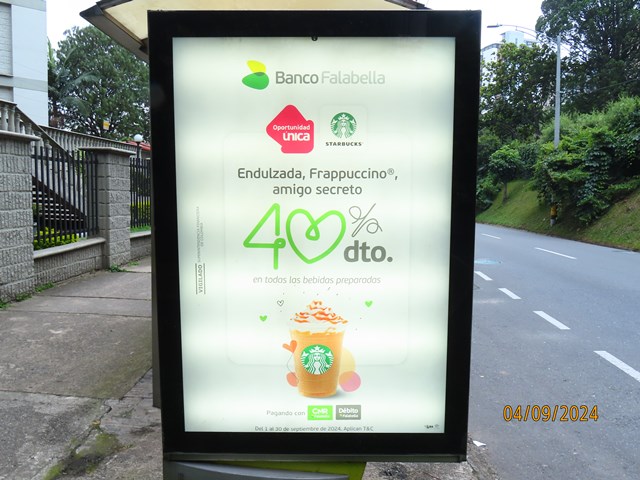 Banco Falabella
Oportunidad
única
STARBUCKS
Endulzada, Frappuccino®,
amigo secreto
40% dto.
en todas las bebidas preparadas
Pagando con CMR Débito
Del 1 al 30 de septiembre de 2024. Aplican T&C
VIGILADO
04/09/2024